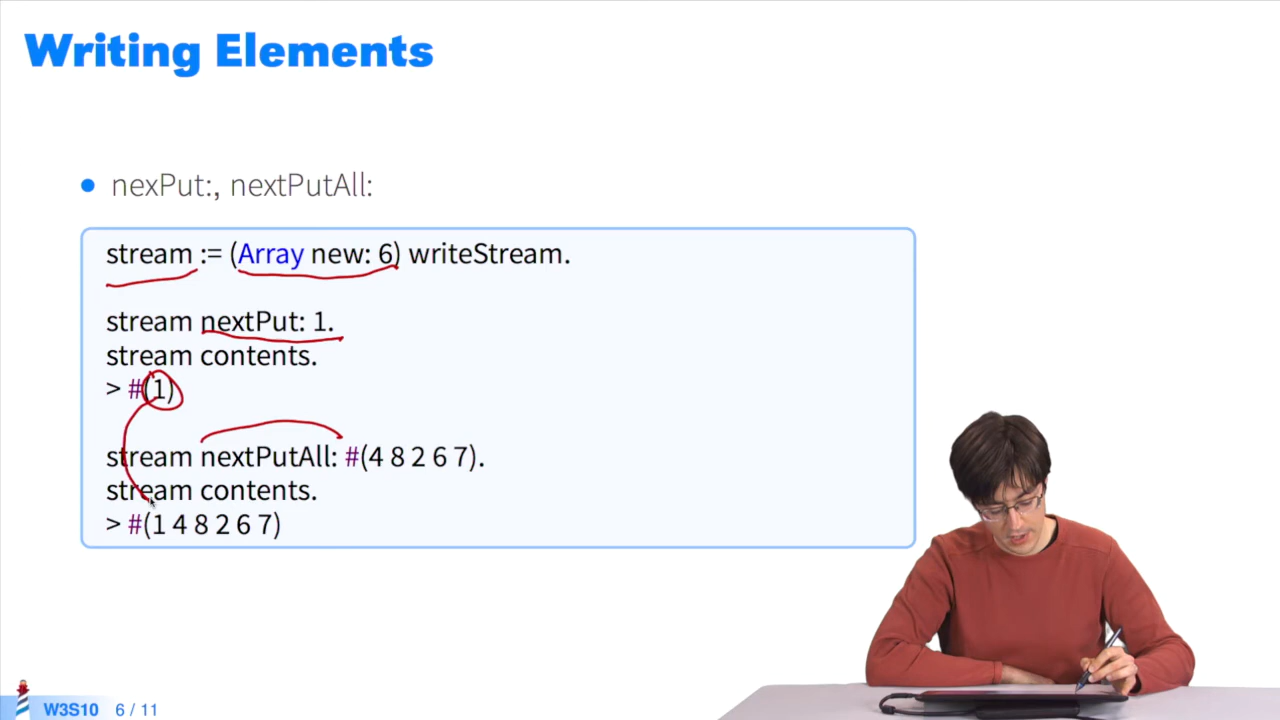 Writing Elements
nexPut:, nextPutAll:
stream := (Array new: 6) writeStream.
stream nextPut: 1.
stream contents.
> #(1)
stream nextPutAll: #(4 8 2 6 7).
stream contents.
> #(1 4 8 2 6 7)
W3S10 6 / 11